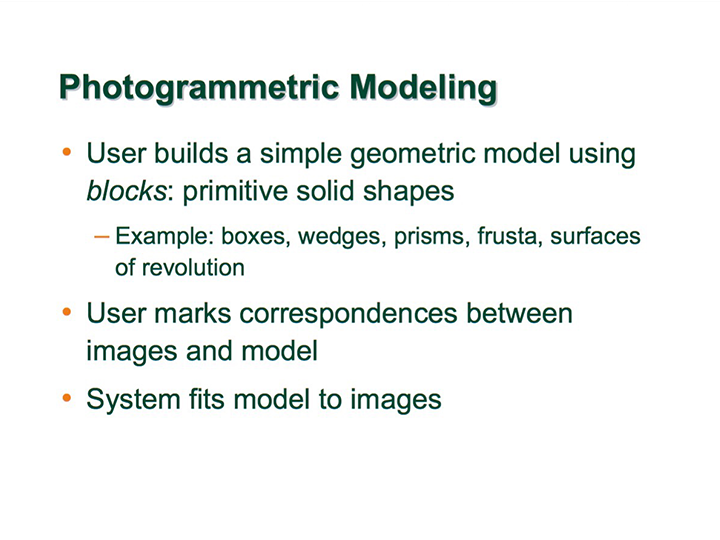 Photogrammetric Modeling
• User builds a simple geometric model using
blocks: primitive solid shapes
– Example: boxes, wedges, prisms, frusta, surfaces
of revolution
• User marks correspondences between
images and model
• System fits model to images